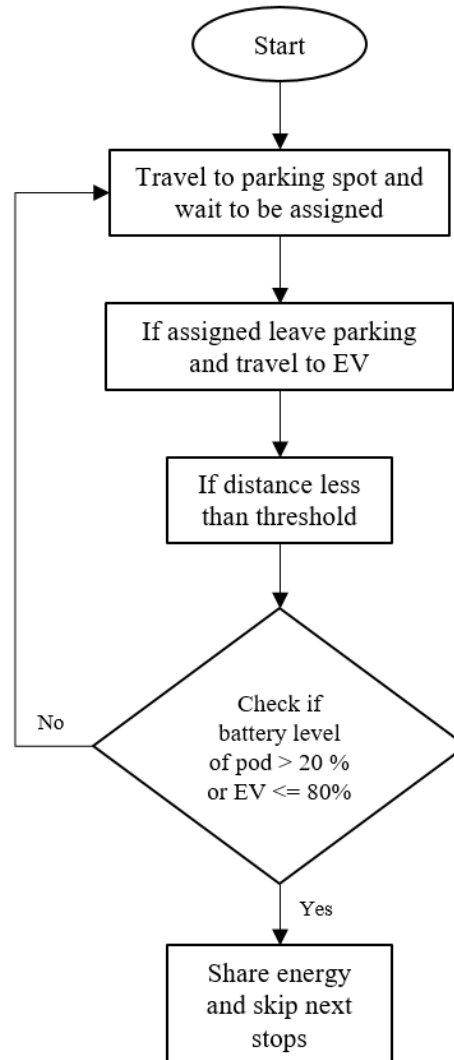 Start
Travel to parking spot and
wait to be assigned
If assigned leave parking
and travel to EV
If distance less
than threshold
Check if
battery level
of pod > 20 %
or EV <= 80%
No
Yes
Share energy
and skip next
stops